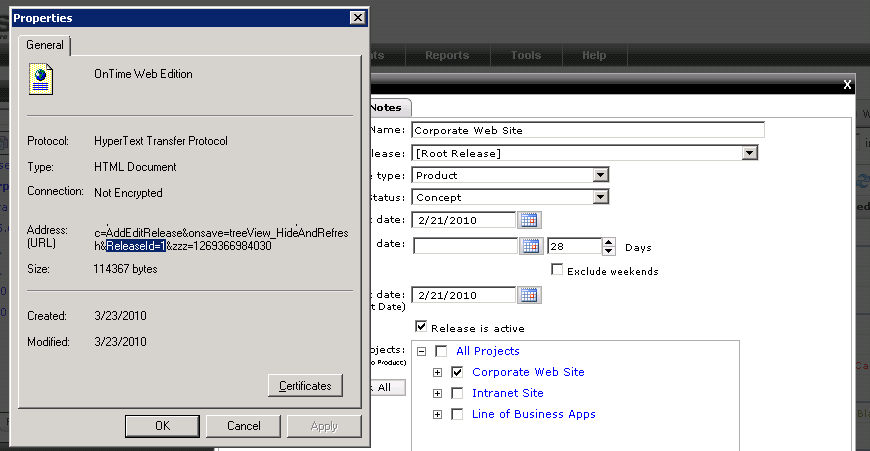 Properties
General
OnTime Web Edition
Protocol: HyperText Transfer Protocol
Type: HTML Document
Connection: Not Encrypted
Address: (URL) c=AddEditRelease&onsave=treeView_HideAndRefres
h&ReleaseId=1&zzz=1269366984030
Size: 114367 bytes
Created: 3/23/2010
Modified: 3/23/2010
Certificates
OK Cancel Apply
Reports Tools Help
X
Notes
Name: Corporate Web Site
lease: [Root Release]
type: Product
Status: Concept
date: 2/21/2010
date: 28 Days
Exclude weekends
date: 2/21/2010
t Date)
Release is active
ojects:
o Product)
All
All Projects
Corporate Web Site
Intranet Site
Line of Business Apps